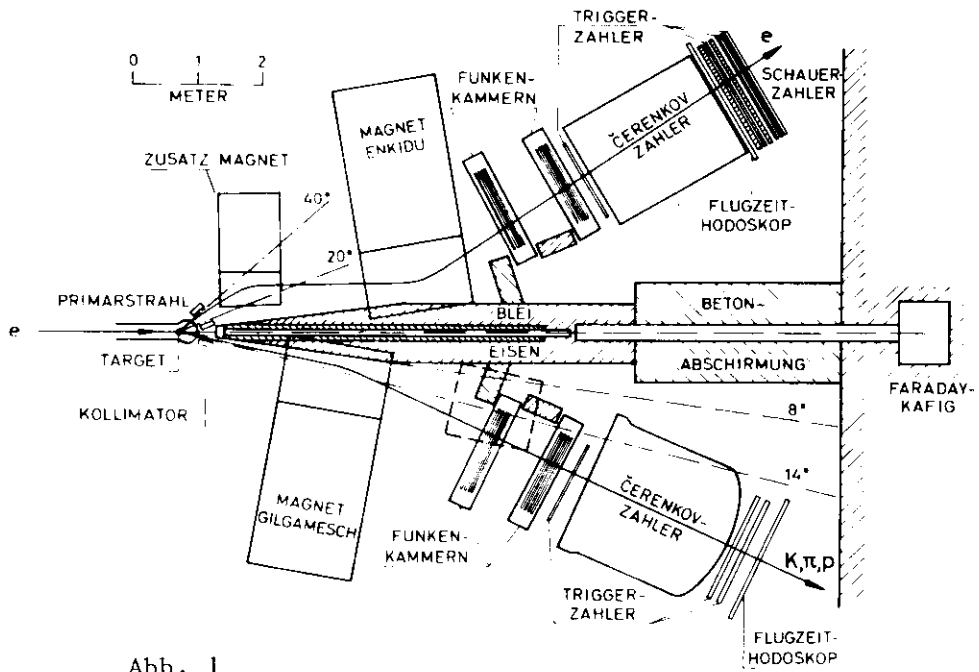 TRIGGER-
ZAHLER
e
0 1 2
METER
FUNKEN-
KAMMERN
SCHAUER
ZAHLER
MAGNET
ENKIDU
ČERENKOV
ZAHLER
ZUSATZ MAGNET
40°
FLUGZEIT-
HODOSKOP
20°
PRIMARSTRAHL
BLEI
BETON-
e
EISEN
ABSCHIRMUNG
TARGET
FARADAY-
KAFIG
KOLLIMATOR
8°
14°
MAGNET
GILGAMESCH
ČERENKOV-
ZAHLER
FUNKEN-
KAMMERN
K,π,p
TRIGGER-
ZAHLER
FLUGZEIT-
HODOSKOP
Abb. 1